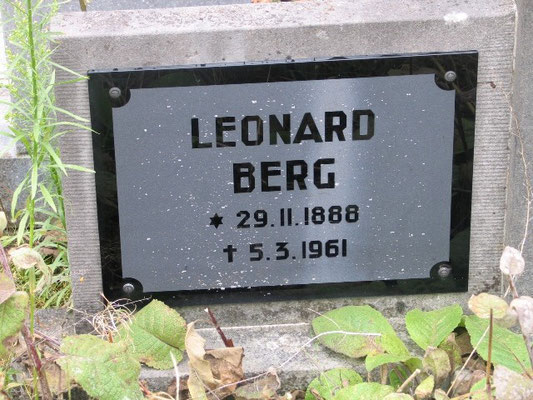 LEONARD
BERG
✶ 29.11.1888
† 5.3.1961